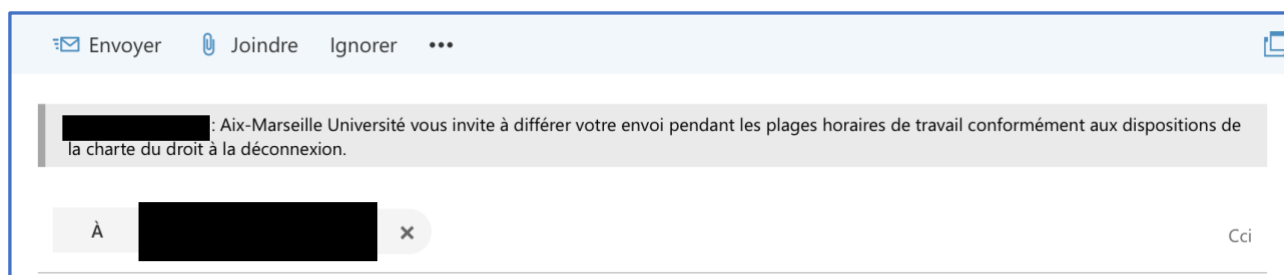 Envoyer Joindre Ignorer •••
: Aix-Marseille Université vous invite à différer votre envoi pendant les plages horaires de travail conformément aux dispositions de
la charte du droit à la déconnexion.
À
Cci